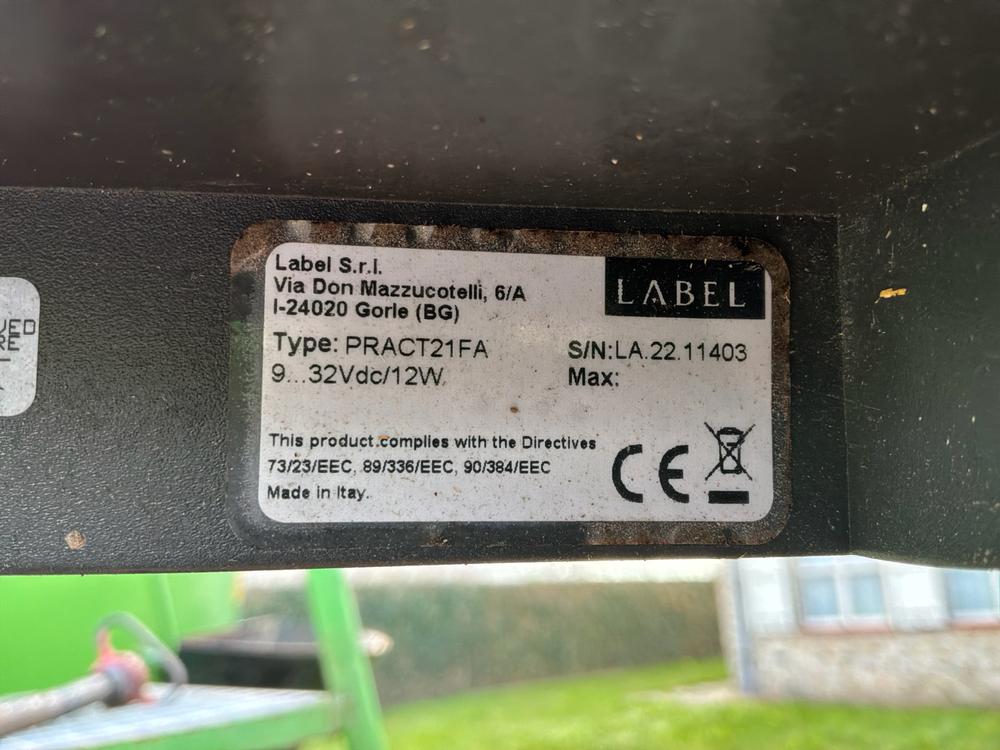 Label S.r.l.
Via Don Mazzucotelli, 6/A
I-24020 Gorle (BG)
LABEL
Type: PRACT21FA
9...32Vdc/12W.
S/N:LA.22.11403
Max:
This product complies with the Directives
73/23/EEC, 89/336/EEC, 90/384/EEC
Made in Itay.
CE